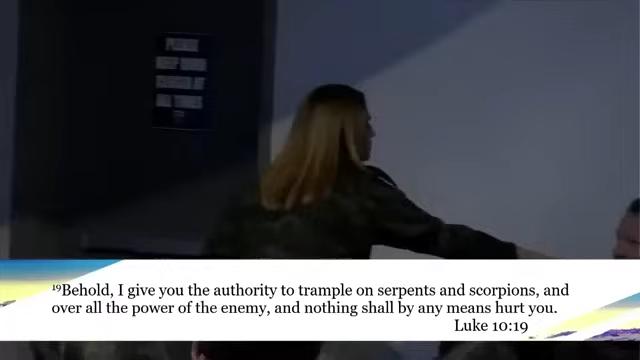 ¹⁹Behold, I give you the authority to trample on serpents and scorpions, and
over all the power of the enemy, and nothing shall by any means hurt you.
Luke 10:19